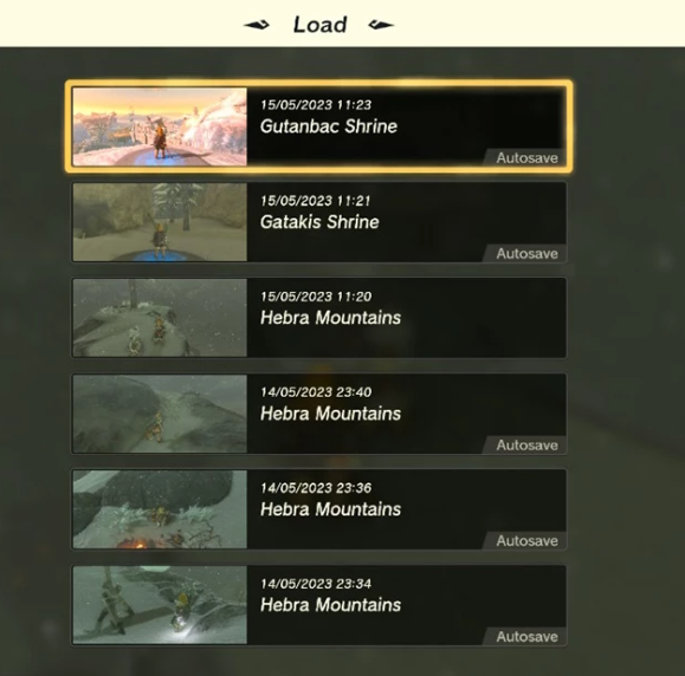 Load
15/05/2023 11:23
Gutanbac Shrine
Autosave
15/05/2023 11:21
Gatakis Shrine
Autosave
15/05/2023 11:20
Hebra Mountains
14/05/2023 23:40
Hebra Mountains
Autosave
14/05/2023 23:36
Hebra Mountains
Autosave
14/05/2023 23:34
Hebra Mountains
Autosave